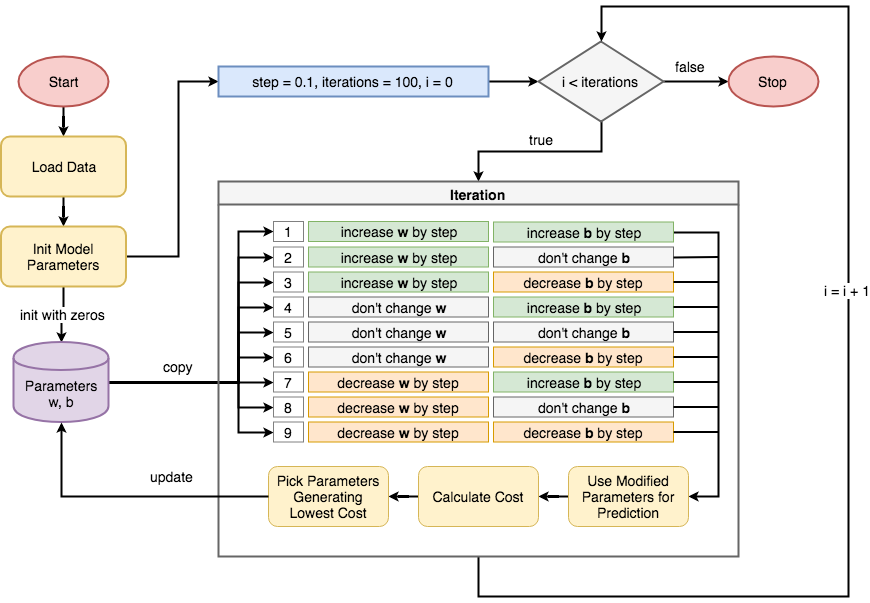 Start
step = 0.1, iterations = 100, i = 0
i < iterations
false
Stop
true
Load Data
Init Model
Parameters
init with zeros
Parameters
w, b
copy
update
Iteration
1 increase w by step increase b by step
2 increase w by step don't change b
3 increase w by step decrease b by step
4 don't change w increase b by step
5 don't change w don't change b
6 don't change w decrease b by step
7 decrease w by step increase b by step
8 decrease w by step don't change b
9 decrease w by step decrease b by step
Pick Parameters
Generating
Lowest Cost
Calculate Cost
Use Modified
Parameters for
Prediction
i = i + 1